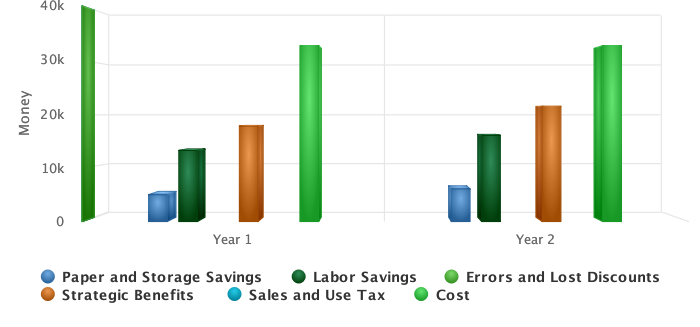 40k
30k
20k
10k
0
Money
Year 1 Year 2
Paper and Storage Savings Labor Savings Errors and Lost Discounts
Strategic Benefits Sales and Use Tax Cost